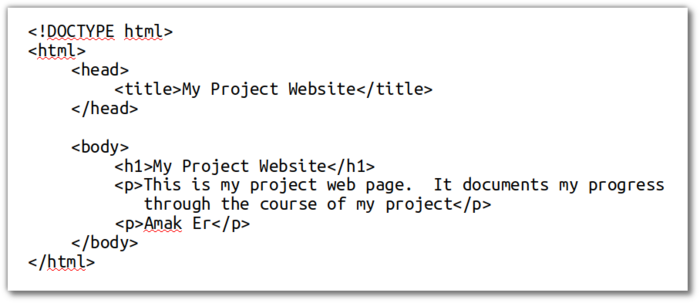 <!DOCTYPE html>
<html>
<head>
<title>My Project Website</title>
</head>
<body>
<h1>My Project Website</h1>
<p>This is my project web page.  It documents my progress
through the course of my project</p>
<p>Amak Er</p>
</body>
</html>